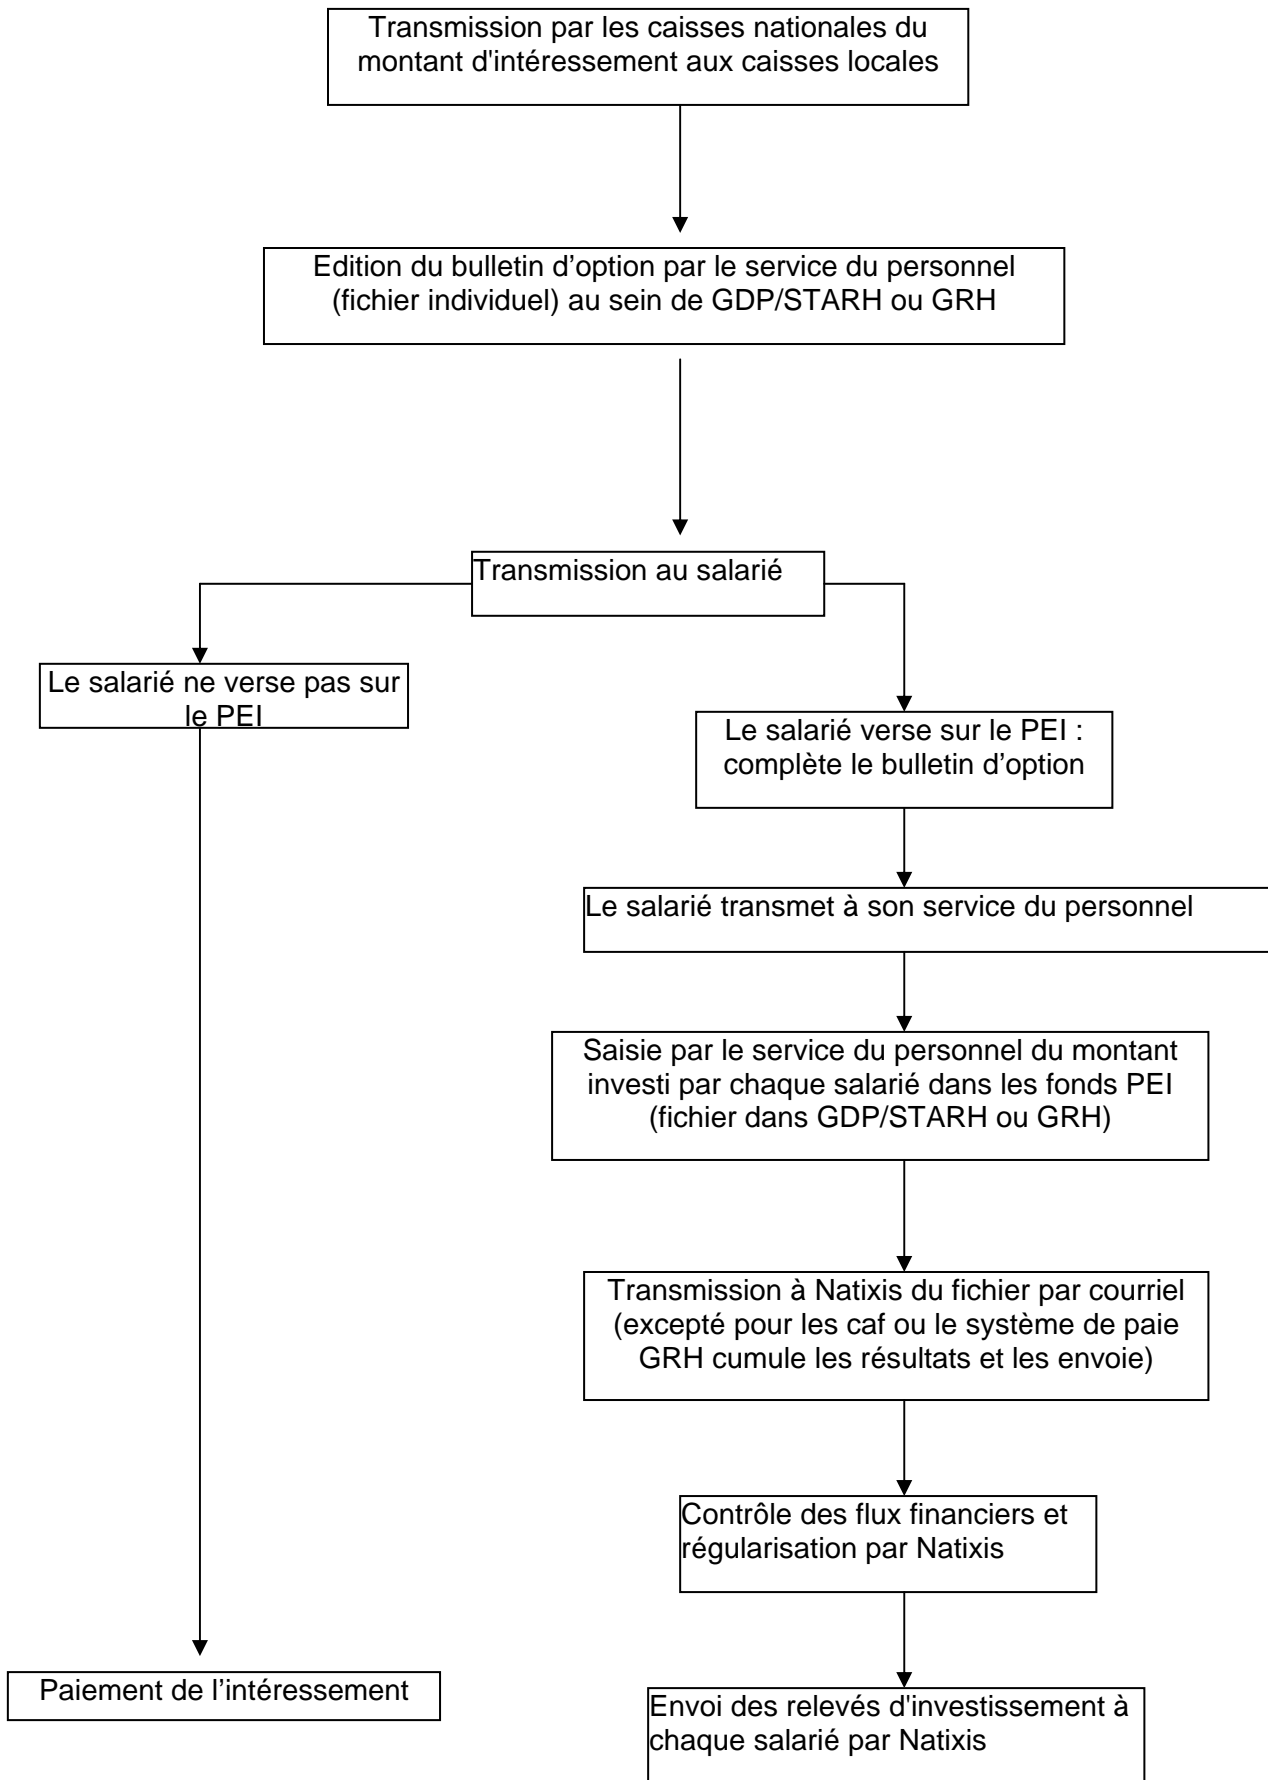 Transmission par les caisses nationales du
montant d'intéressement aux caisses locales
Edition du bulletin d’option par le service du personnel
(fichier individuel) au sein de GDP/STARH ou GRH
Transmission au salarié
Le salarié ne verse pas sur
le PEI
Le salarié verse sur le PEI :
complète le bulletin d’option
Le salarié transmet à son service du personnel
Saisie par le service du personnel du montant
investi par chaque salarié dans les fonds PEI
(fichier dans GDP/STARH ou GRH)
Transmission à Natixis du fichier par courriel
(excepté pour les caf ou le système de paie
GRH cumule les résultats et les envoie)
Contrôle des flux financiers et
régularisation par Natixis
Paiement de l’intéressement
Envoi des relevés d'investissement à
chaque salarié par Natixis